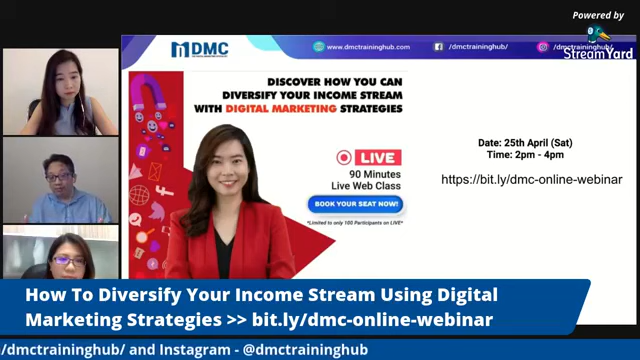 Powered by
StreamYard
DMC
www.dmctraininghub.com
/dmctraininghub/
/dmctraininghub/
DISCOVER HOW YOU CAN
DIVERSIFY YOUR INCOME STREAM
WITH DIGITAL MARKETING STRATEGIES
LIVE
90 Minutes
Live Web Class
BOOK YOUR SEAT NOW!
*Limited to only 100 Participants on LIVE*
Date: 25th April (Sat)
Time: 2pm - 4pm
https://bit.ly/dmc-online-webinar
How To Diversify Your Income Stream Using Digital
Marketing Strategies >> bit.ly/dmc-online-webinar
/dmctraininghub/ and Instagram - @dmctraininghub